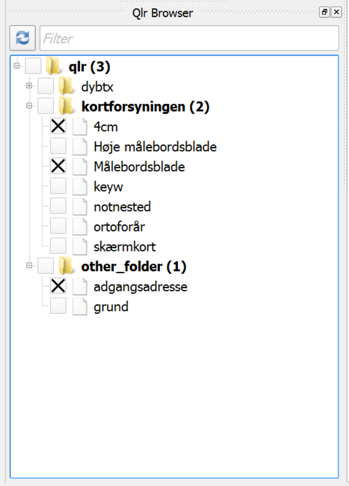 Qlr Browser
Filter
qlr (3)
dybtx
kortforsyningen (2)
4cm
Høje målebordsblade
Målebordsblade
keyw
notnested
ortoforår
skærmkort
other_folder (1)
adgangsadresse
grund